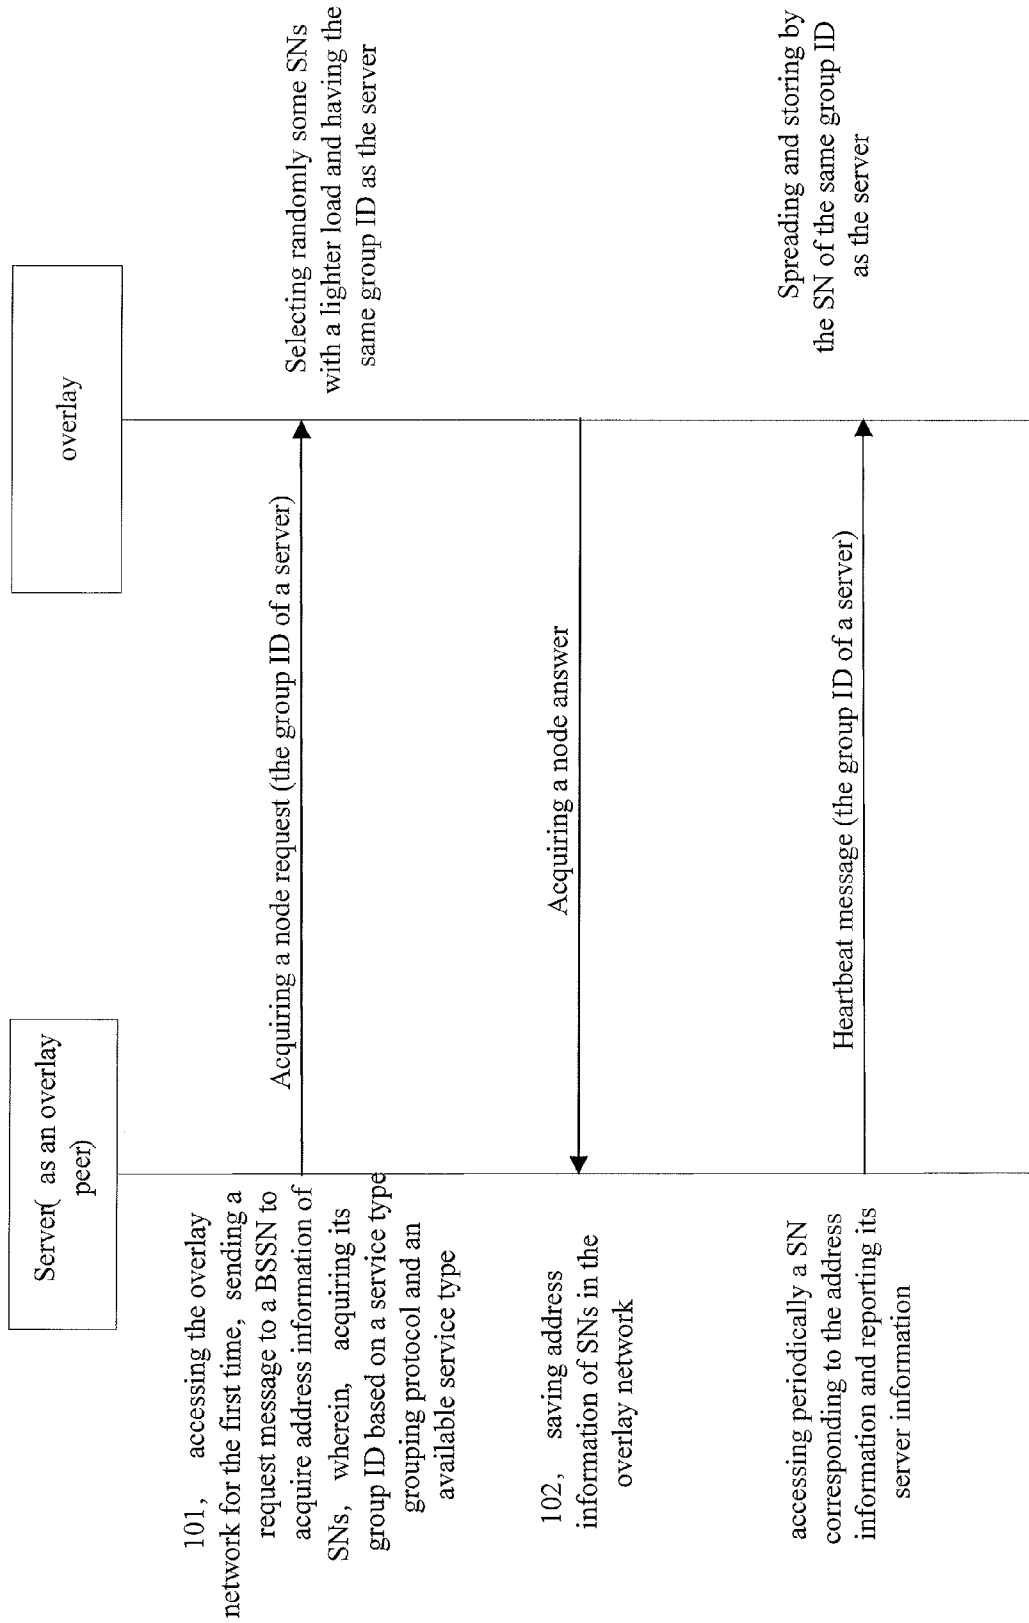 Server( as an overlay
peer)
overlay
101, accessing the overlay
network for the first time, sending a
request message to a BSSN to
acquire address information of
SNs, wherein, acquiring its
group ID based on a service type
grouping protocol and an
available service type
Acquiring a node request (the group ID of a server)
Selecting randomly some SNs
with a lighter load and having the
same group ID as the server
102, saving address
information of SNs in the
overlay network
Acquiring a node answer
accessing periodically a SN
corresponding to the address
information and reporting its
server information
Heartbeat message (the group ID of a server)
Spreading and storing by
the SN of the same group ID
as the server